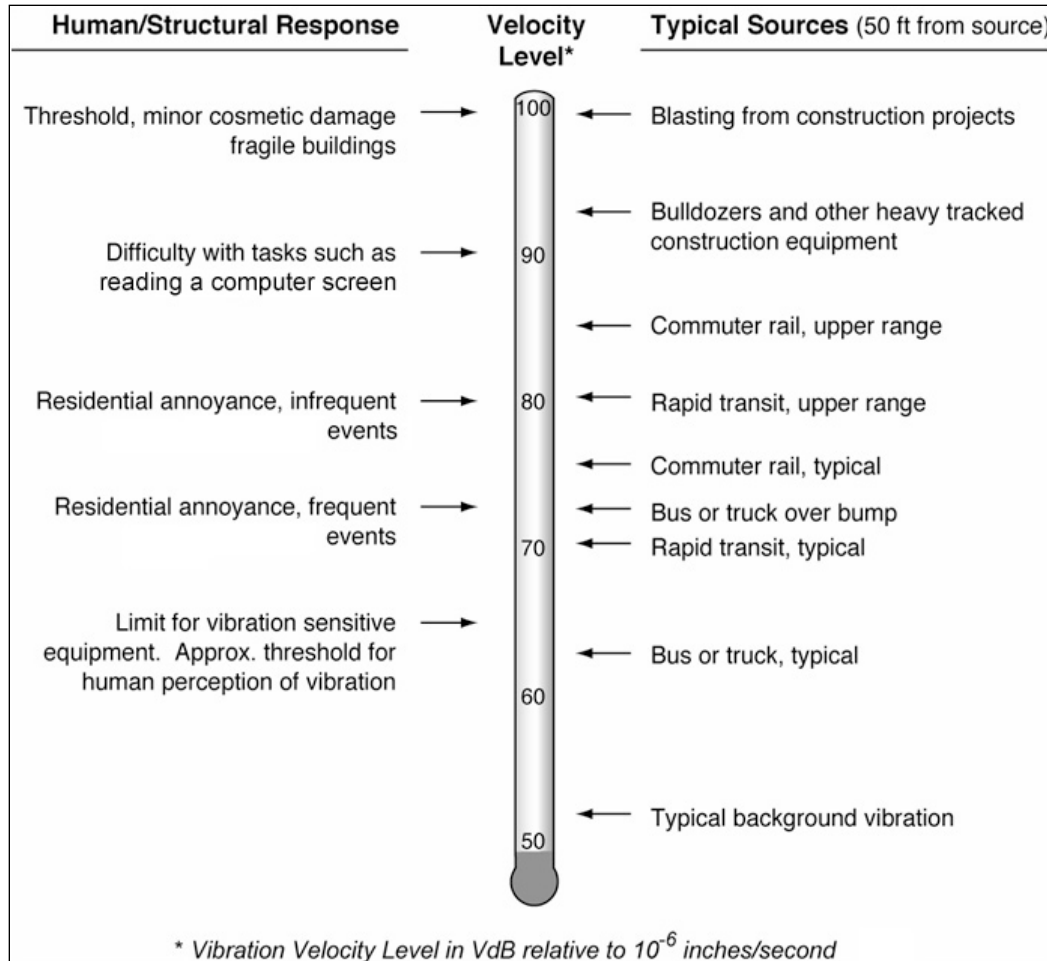 Human/Structural Response
Velocity
Level*
Typical Sources (50 ft from source)
Threshold, minor cosmetic damage
fragile buildings
100
Blasting from construction projects
Bulldozers and other heavy tracked
construction equipment
Difficulty with tasks such as
reading a computer screen
90
Commuter rail, upper range
Residential annoyance, infrequent
events
80
Rapid transit, upper range
Commuter rail, typical
Residential annoyance, frequent
events
Bus or truck over bump
70
Rapid transit, typical
Limit for vibration sensitive
equipment. Approx. threshold for
human perception of vibration
Bus or truck, typical
60
Typical background vibration
50
* Vibration Velocity Level in VdB relative to 10⁻⁶ inches/second